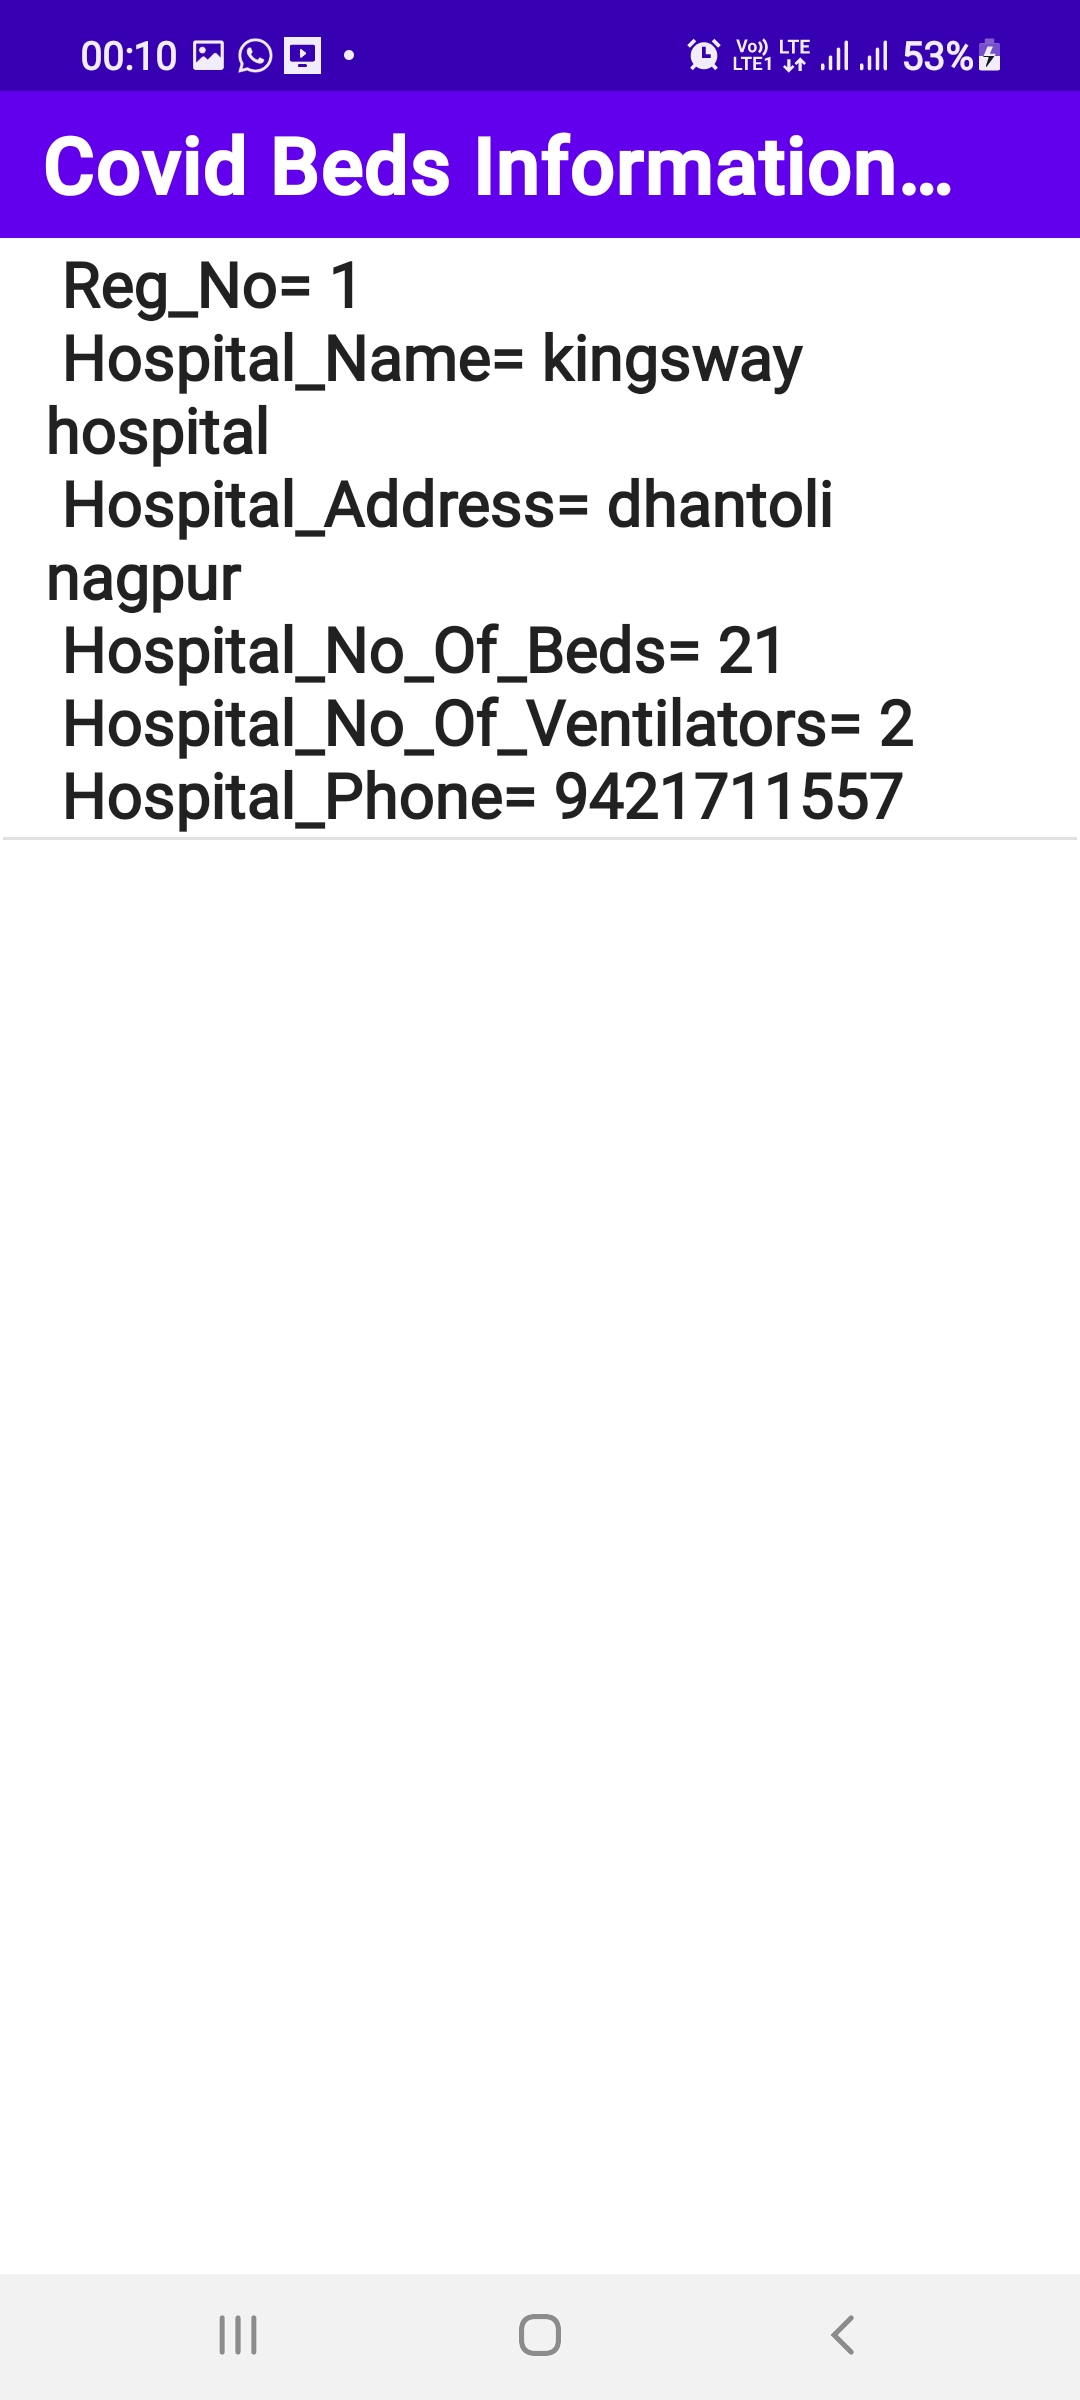 00:10 Vo)) LTE1 LTE 53%
Covid Beds Information...
Reg_No= 1
Hospital_Name= kingsway
hospital
Hospital_Address= dhantoli
nagpur
Hospital_No_Of_Beds= 21
Hospital_No_Of_Ventilators= 2
Hospital_Phone= 9421711557